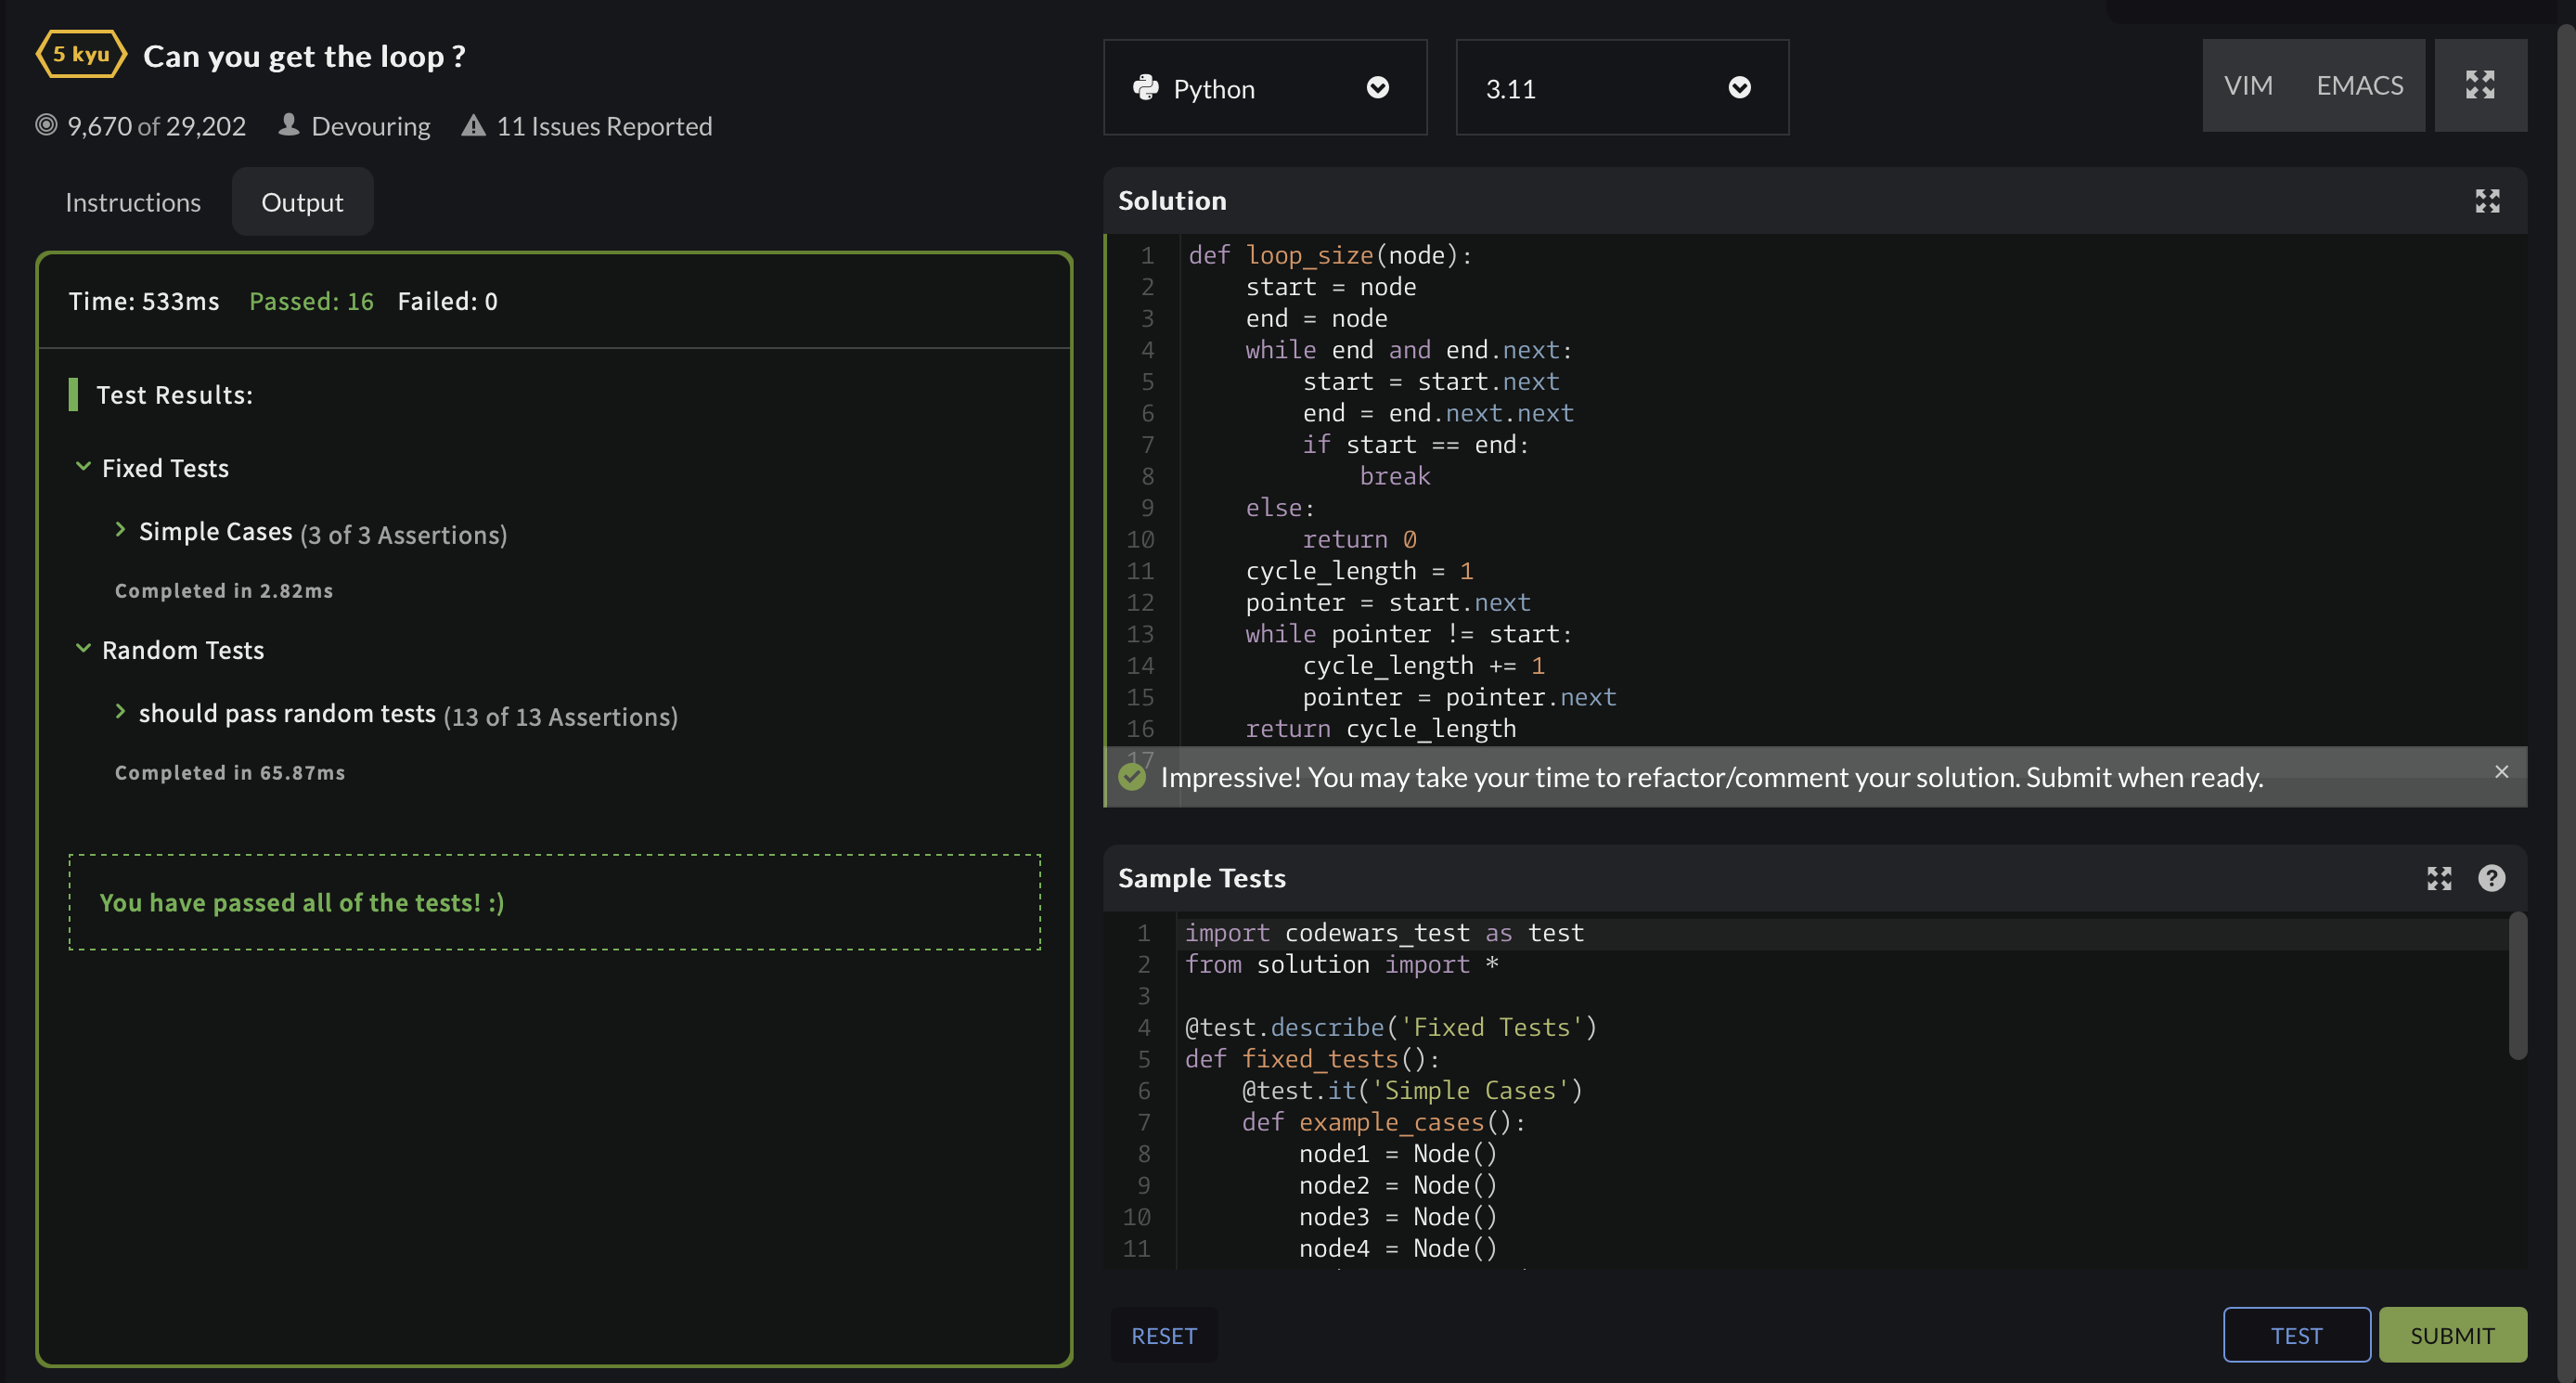 5 kyu Can you get the loop ?
9,670 of 29,202 Devouring 11 Issues Reported
Instructions Output
Time: 533ms Passed: 16 Failed: 0
Test Results:
Fixed Tests
Simple Cases (3 of 3 Assertions)
Completed in 2.82ms
Random Tests
should pass random tests (13 of 13 Assertions)
Completed in 65.87ms
You have passed all of the tests! :)
Python 3.11 VIM EMACS
Solution
1 def loop_size(node):
2     start = node
3     end = node
4     while end and end.next:
5         start = start.next
6         end = end.next.next
7         if start == end:
8             break
9     else:
10         return 0
11     cycle_length = 1
12     pointer = start.next
13     while pointer != start:
14         cycle_length += 1
15         pointer = pointer.next
16     return cycle_length
17
Impressive! You may take your time to refactor/comment your solution. Submit when ready. ×
Sample Tests ?
1 import codewars_test as test
2 from solution import *
3
4 @test.describe('Fixed Tests')
5 def fixed_tests():
6     @test.it('Simple Cases')
7     def example_cases():
8         node1 = Node()
9         node2 = Node()
10         node3 = Node()
11         node4 = Node()
RESET TEST SUBMIT